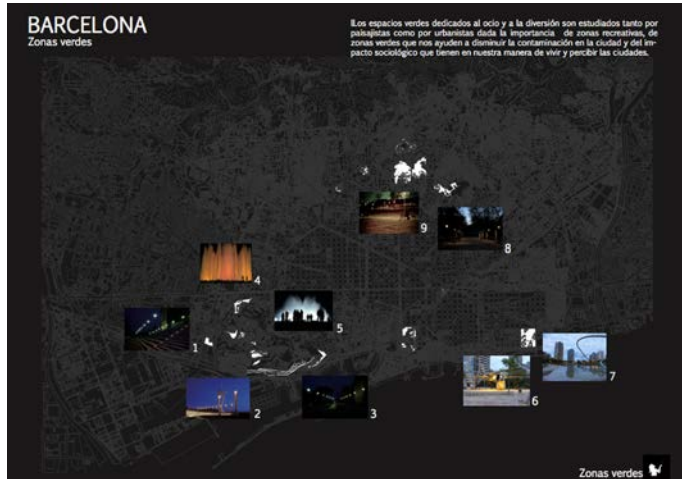 BARCELONA
Zonas verdes
lLos espacios verdes dedicados al ocio y a la diversión son estudiados tanto por
paisajistas como por urbanistas dada la importancia de zonas recreativas, de
zonas verdes que nos ayuden a disminuir la contaminación en la ciudad y del im-
pacto sociológico que tienen en nuestra manera de vivir y percibir las ciudades.
9
8
4
5
1
7
6
2
3
Zonas verdes